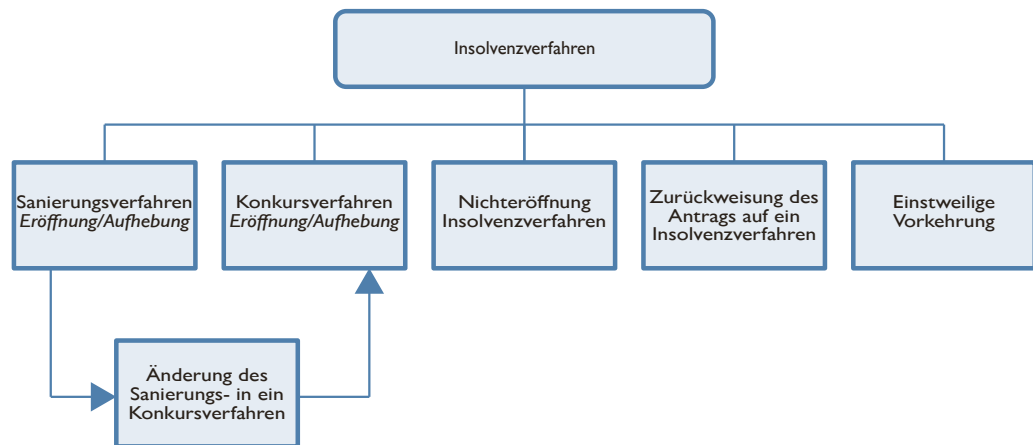 Insolvenzverfahren
Sanierungsverfahren
Eröffnung/Aufhebung
Konkursverfahren
Eröffnung/Aufhebung
Nichteröffnung
Insolvenzverfahren
Zurückweisung des
Antrags auf ein
Insolvenzverfahren
Einstweilige
Vorkehrung
Änderung des
Sanierungs- in ein
Konkursverfahren